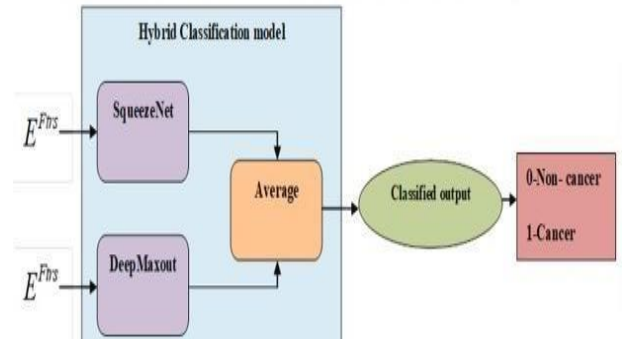 Hybrid Classification model
SqueezeNet
E^Ftrs
Average
Classified output
0-Non- cancer
1-Cancer
DeepMaxout
E^Ftrs